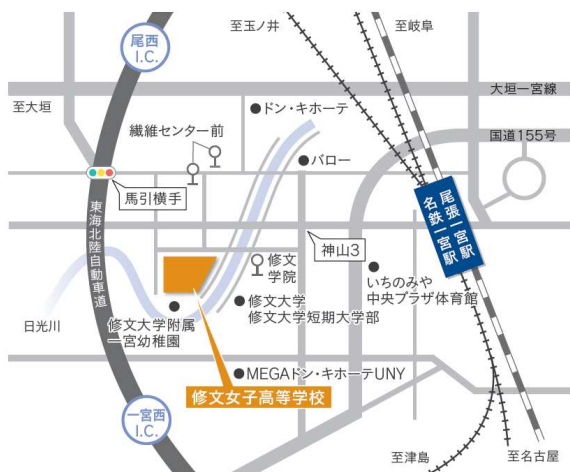 至玉ノ井
至岐阜
尾西
I.C.
大垣一宮線
至大垣
ドン・キホーテ
繊維センター前
国道155号
バロー
馬引横手
尾張一宮駅
名鉄一宮駅
東海北陸自動車道
神山3
修文
学院
いちのみや
中央プラザ体育館
修文大学
修文大学短期大学部
日光川
修文大学附属
一宮幼稚園
MEGAドン・キホーテUNY
修文女子高等学校
一宮西
I.C.
至津島
至名古屋